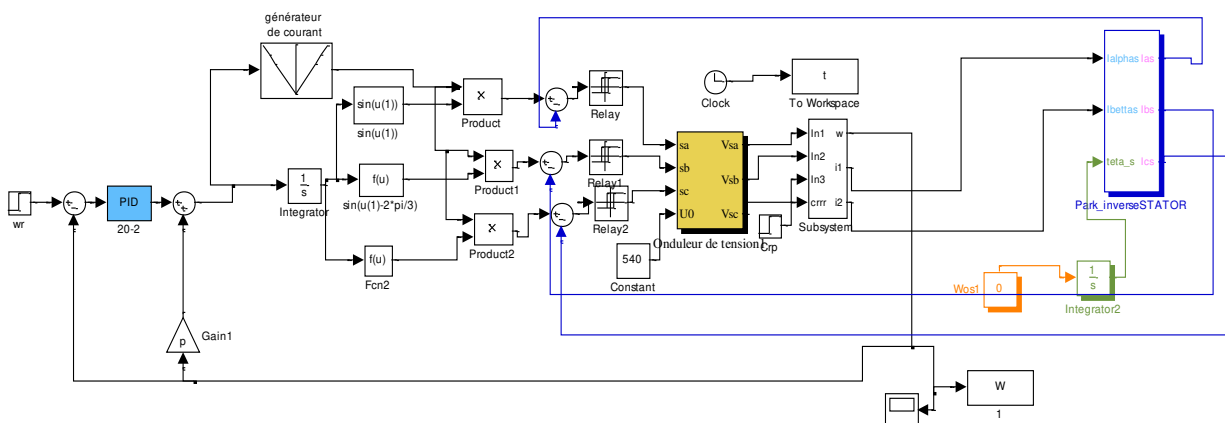 générateur
de courant
sin(u(1))
sin(u(1))
×
Product
Relay
Clock
t
To Workspace
Ialphas Ias
Ibettas Ibs
teta_s Ics
Park_inverseSTATOR
wr
PID
20-2
1
s
Integrator
f(u)
sin(u(1)-2*pi/3)
×
Product1
Relay1
f(u)
Fcn2
×
Product2
Relay2
sa Vsa
sb Vsb
sc
U0 Vsc
Onduleur de tension1
540
Constant
In1 w
In2
In3 i1
crrr i2
Subsystem
Crp
Wos1
0
1
s
Integrator2
p
Gain1
W
1